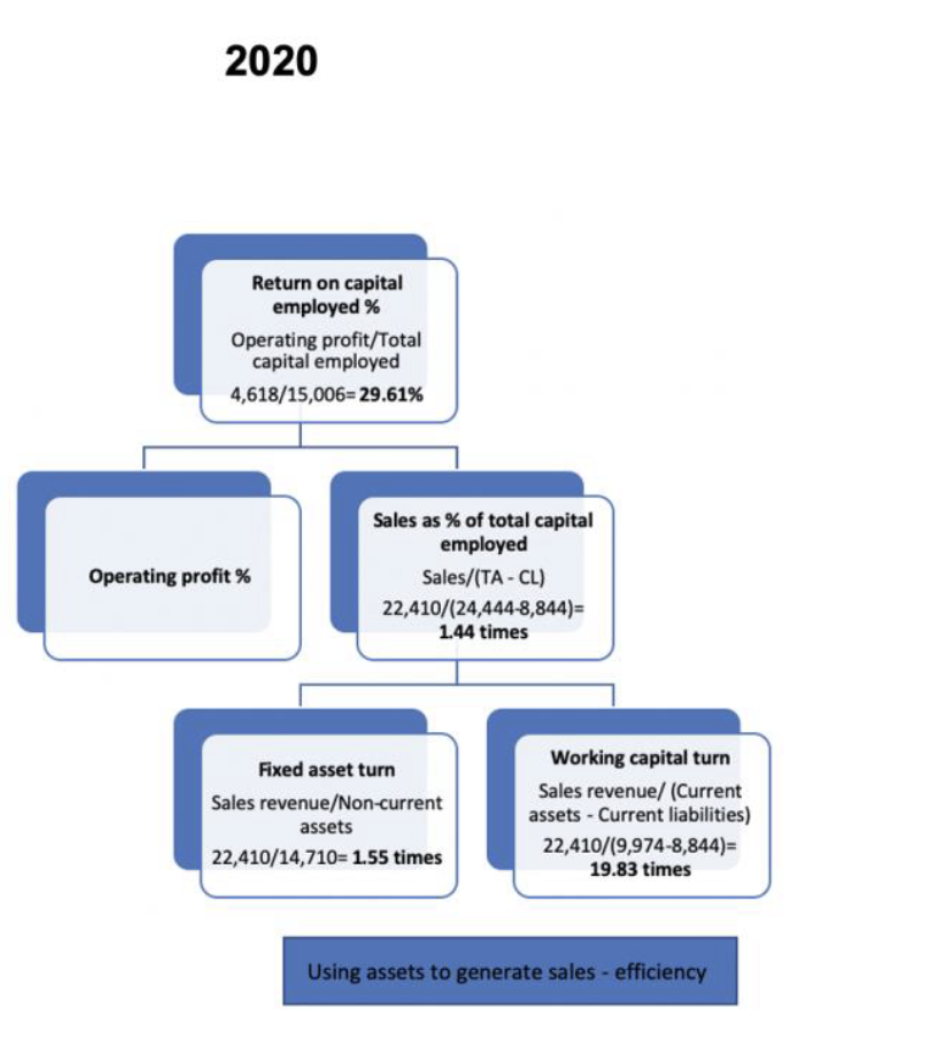 2020
Return on capital
employed %
Operating profit/Total
capital employed
4,618/15,006= 29.61%
Operating profit %
Sales as % of total capital
employed
Sales/(TA - CL)
22,410/(24,444-8,844)=
1.44 times
Fixed asset turn
Sales revenue/Non-current
assets
22,410/14,710= 1.55 times
Working capital turn
Sales revenue/ (Current
assets - Current liabilities)
22,410/(9,974-8,844)=
19.83 times
Using assets to generate sales - efficiency